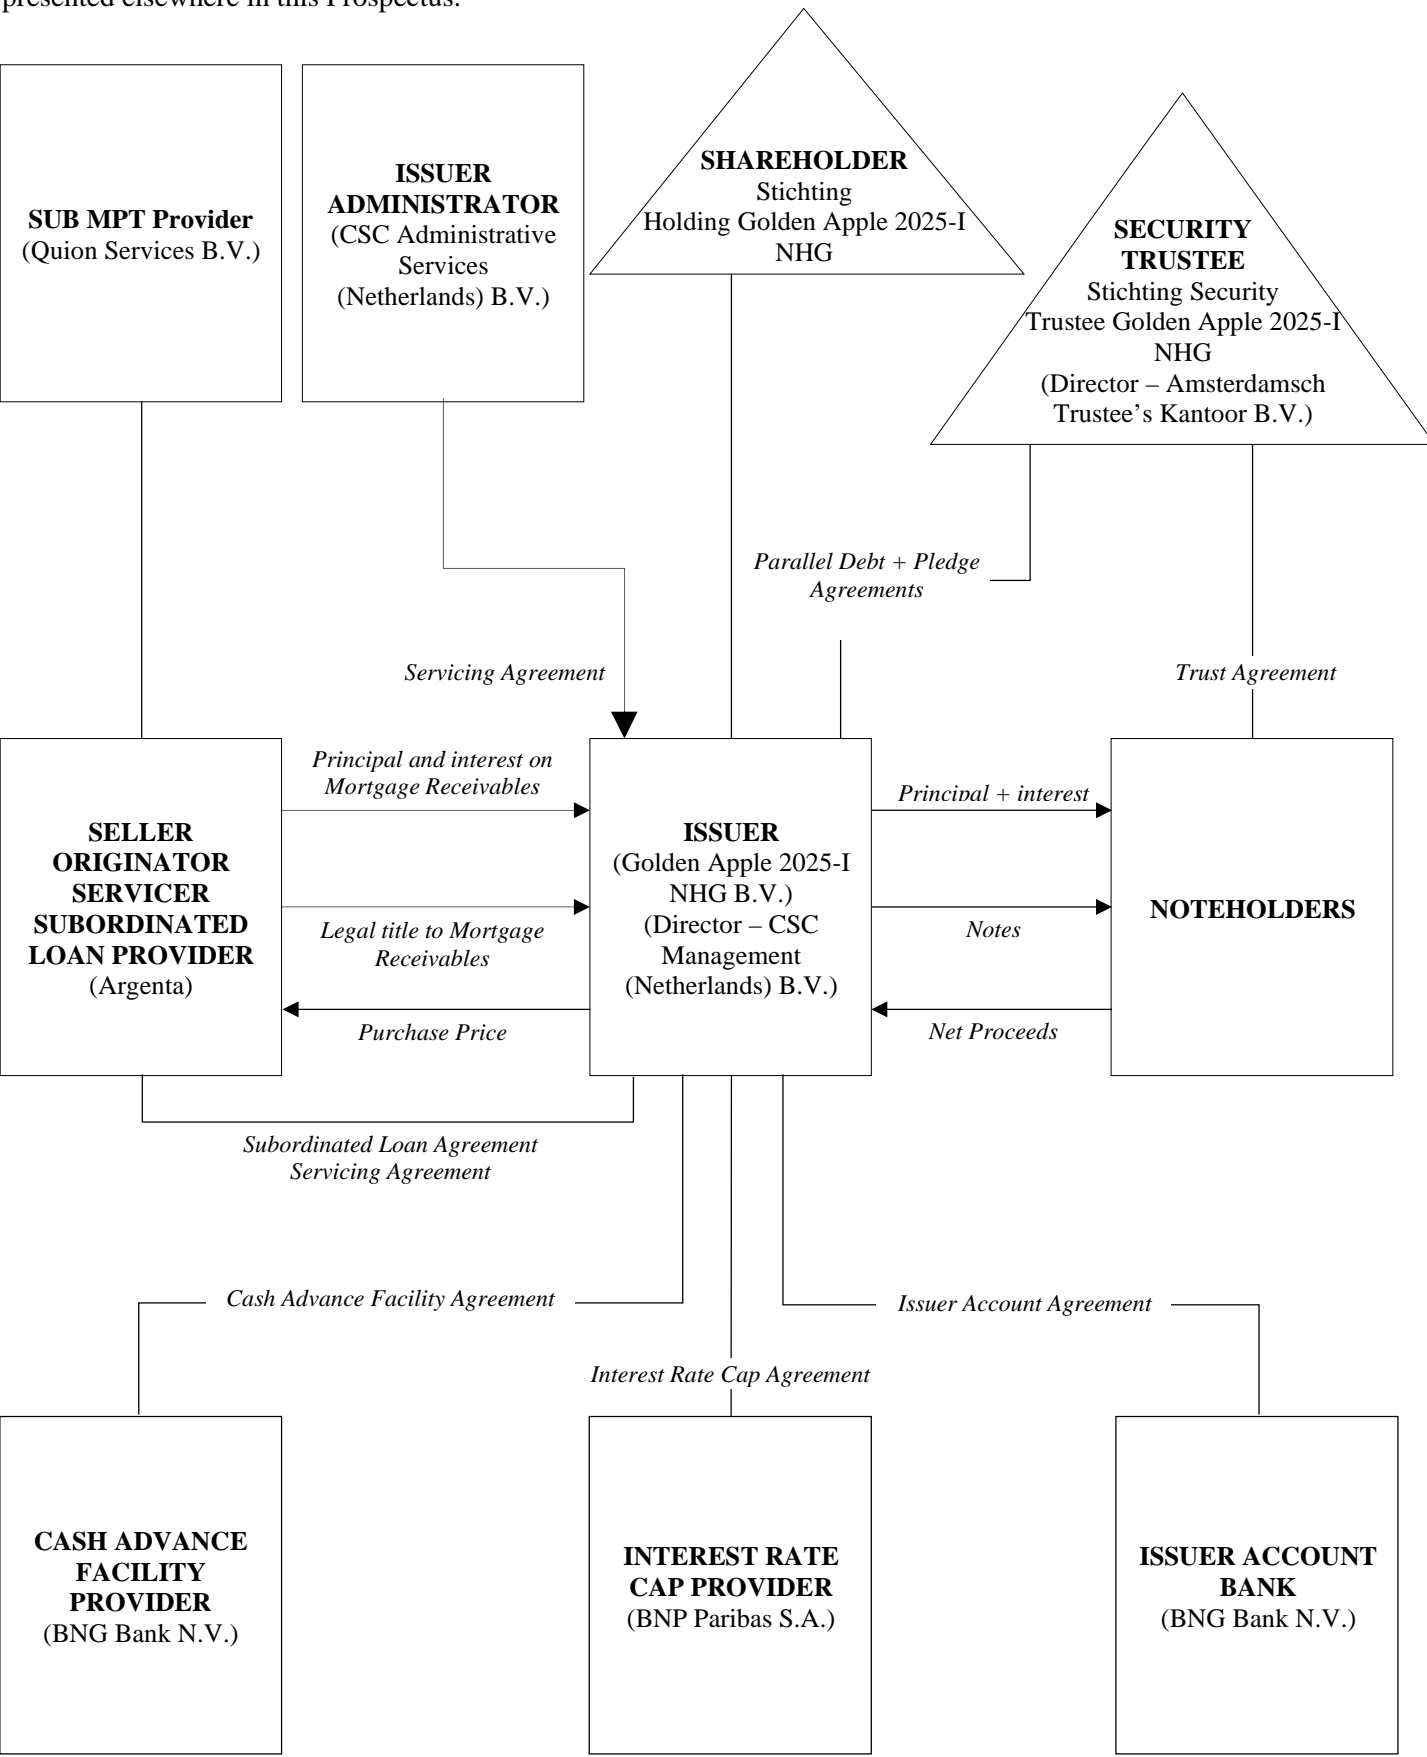 presented elsewhere in this Prospectus.
SUB MPT Provider
(Quion Services B.V.)
ISSUER
ADMINISTRATOR
(CSC Administrative
Services
(Netherlands) B.V.)
SHAREHOLDER
Stichting
Holding Golden Apple 2025-I
NHG
SECURITY
TRUSTEE
Stichting Security
Trustee Golden Apple 2025-I
NHG
(Director – Amsterdamsch
Trustee’s Kantoor B.V.)
Parallel Debt + Pledge
Agreements
Servicing Agreement
Trust Agreement
Principal and interest on
Mortgage Receivables
Principal + interest
SELLER
ORIGINATOR
SERVICER
SUBORDINATED
LOAN PROVIDER
(Argenta)
Legal title to Mortgage
Receivables
Purchase Price
ISSUER
(Golden Apple 2025-I
NHG B.V.)
(Director – CSC
Management
(Netherlands) B.V.)
Notes
Net Proceeds
NOTEHOLDERS
Subordinated Loan Agreement
Servicing Agreement
Cash Advance Facility Agreement
Issuer Account Agreement
Interest Rate Cap Agreement
CASH ADVANCE
FACILITY
PROVIDER
(BNG Bank N.V.)
INTEREST RATE
CAP PROVIDER
(BNP Paribas S.A.)
ISSUER ACCOUNT
BANK
(BNG Bank N.V.)